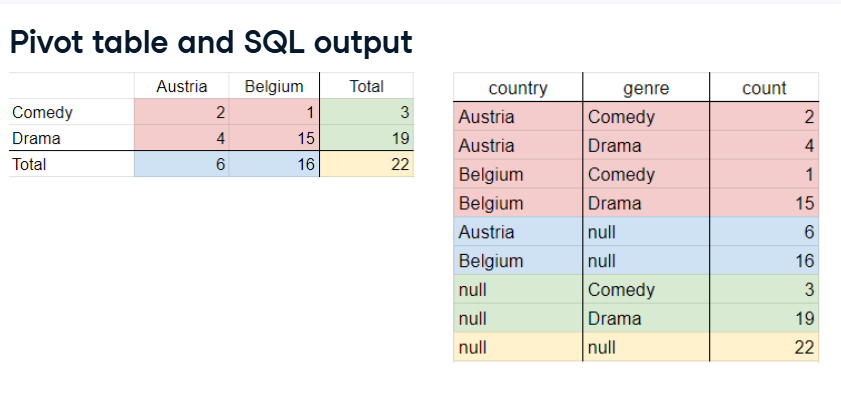 Pivot table and SQL output
Austria Belgium Total
Comedy 2 1 3
Drama 4 15 19
Total 6 16 22
country genre count
Austria Comedy 2
Austria Drama 4
Belgium Comedy 1
Belgium Drama 15
Austria null 6
Belgium null 16
null Comedy 3
null Drama 19
null null 22